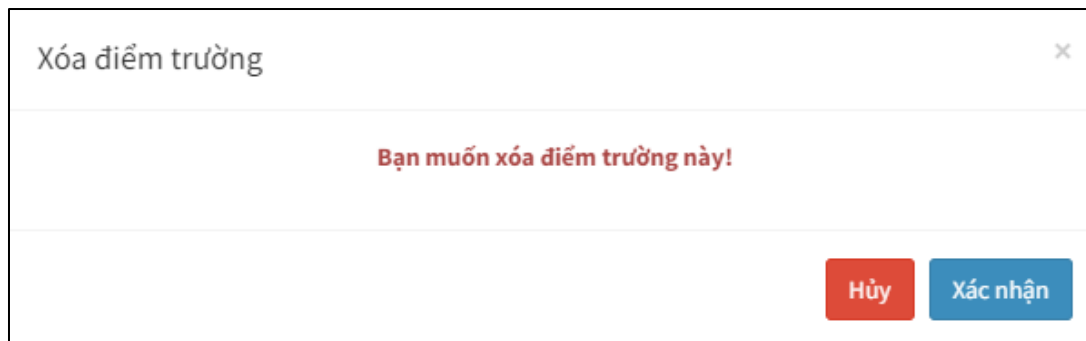 Xóa điểm trường
×
Bạn muốn xóa điểm trường này!
Hủy
Xác nhận